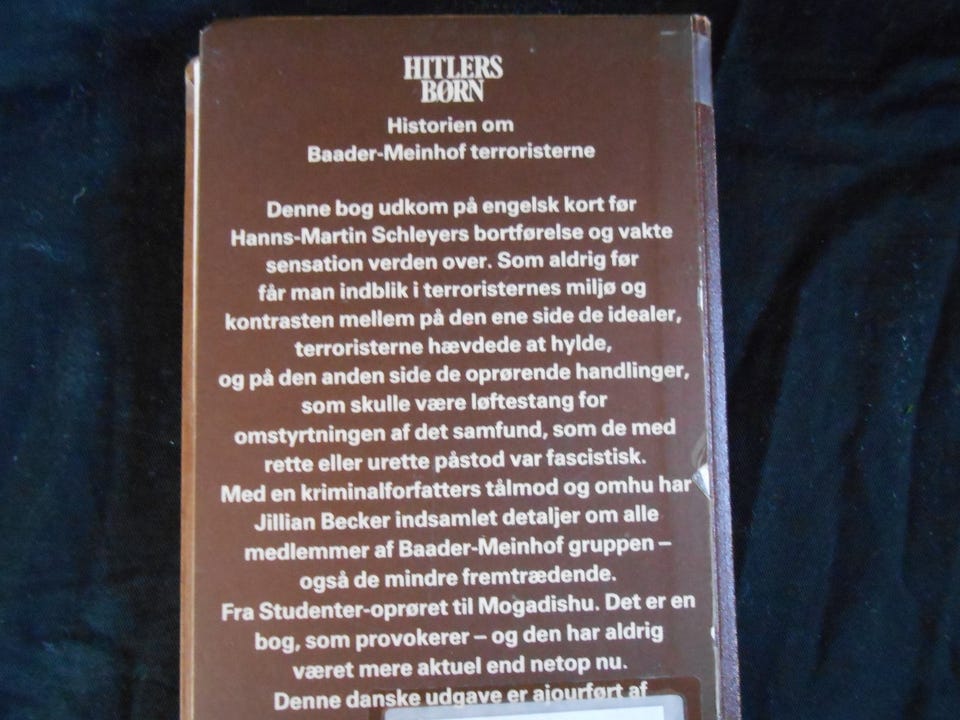 HITLERS
BØRN
Historien om
Baader-Meinhof terroristerne
Denne bog udkom på engelsk kort før
Hanns-Martin Schleyers bortførelse og vakte
sensation verden over. Som aldrig før
får man indblik i terroristernes miljø og
kontrasten mellem på den ene side de idealer,
terroristerne hævdede at hylde,
og på den anden side de oprørende handlinger,
som skulle være løftestang for
omstyrtningen af det samfund, som de med
rette eller urette påstod var fascistisk.
Med en kriminalforfatters tålmod og omhu har
Jillian Becker indsamlet detaljer om alle
medlemmer af Baader-Meinhof gruppen –
også de mindre fremtrædende.
Fra Studenter-oprøret til Mogadishu. Det er en
bog, som provokerer – og den har aldrig
været mere aktuel end netop nu.
Denne danske udgave er ajourført af